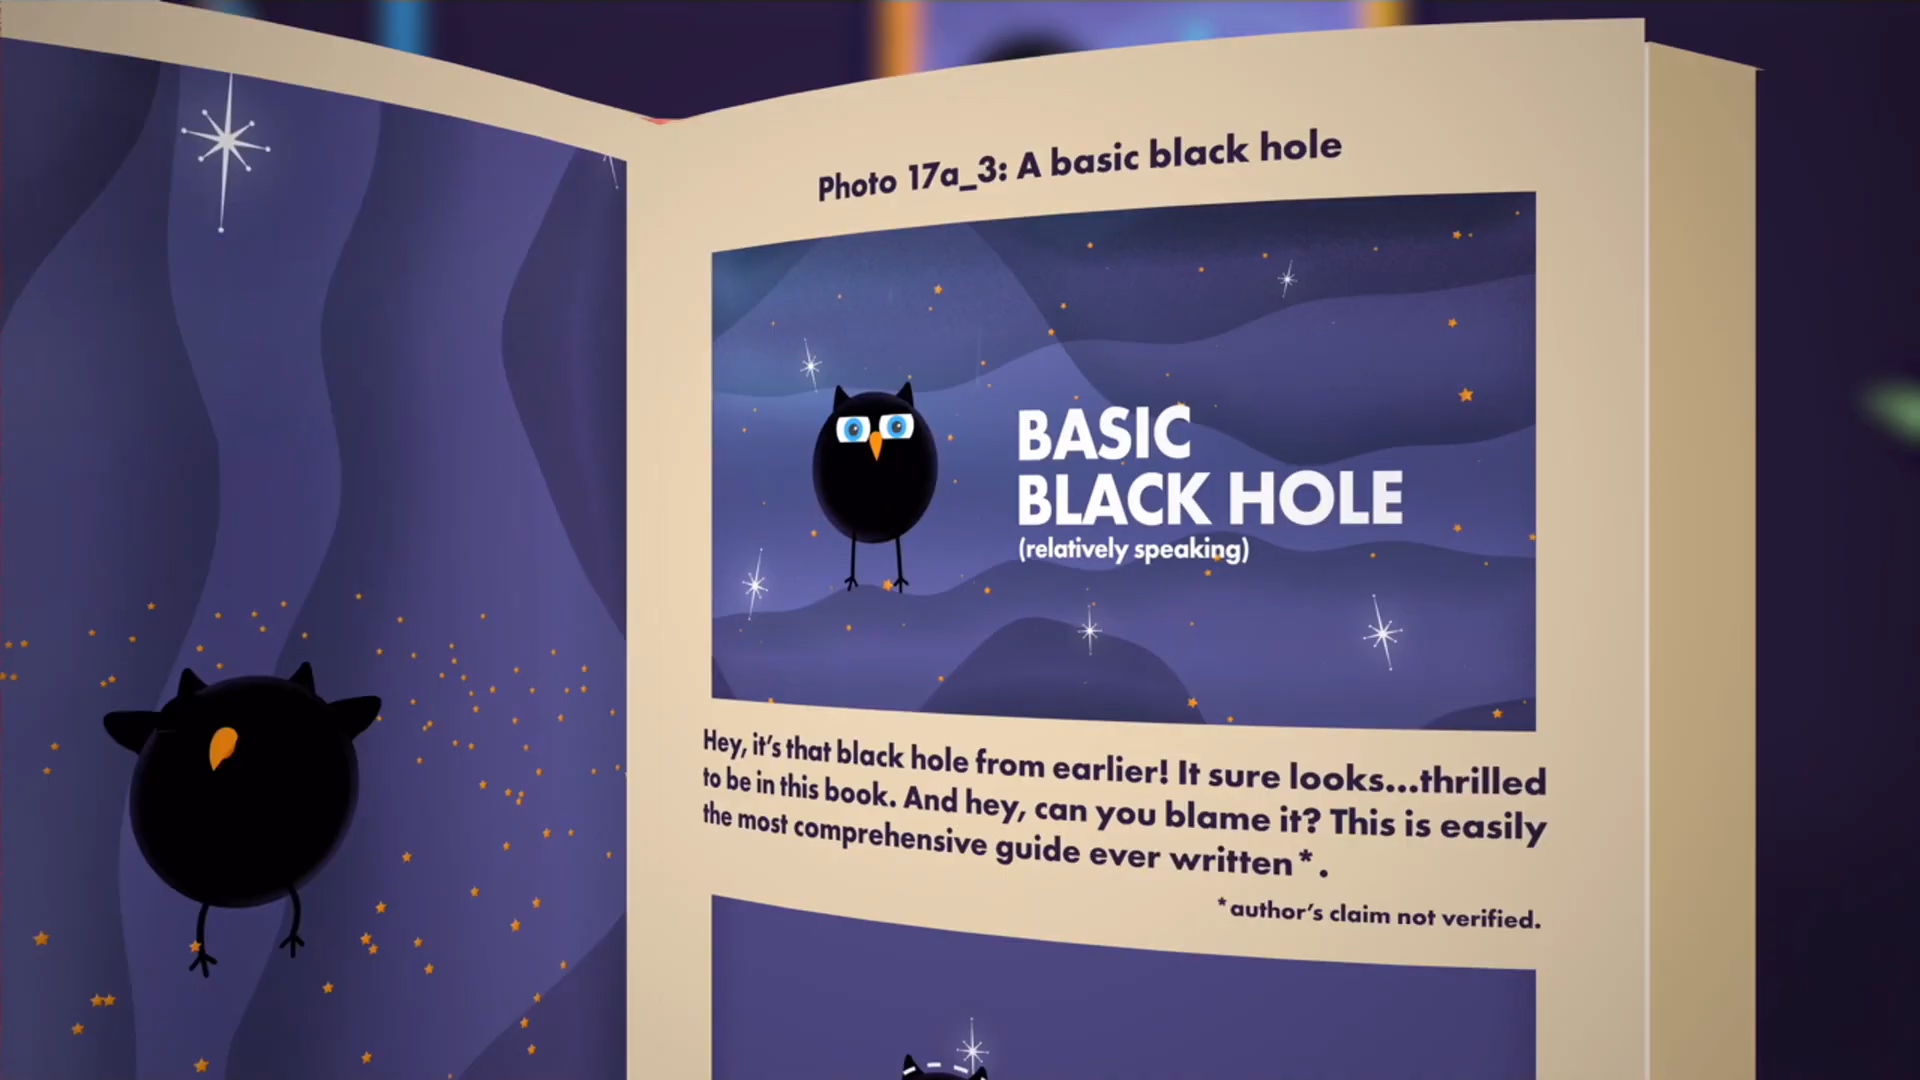 Photo 17a_3: A basic black hole
BASIC
BLACK HOLE
(relatively speaking)
Hey, it's that black hole from earlier! It sure looks...thrilled
to be in this book. And hey, can you blame it? This is easily
the most comprehensive guide ever written*.
*author's claim not verified.